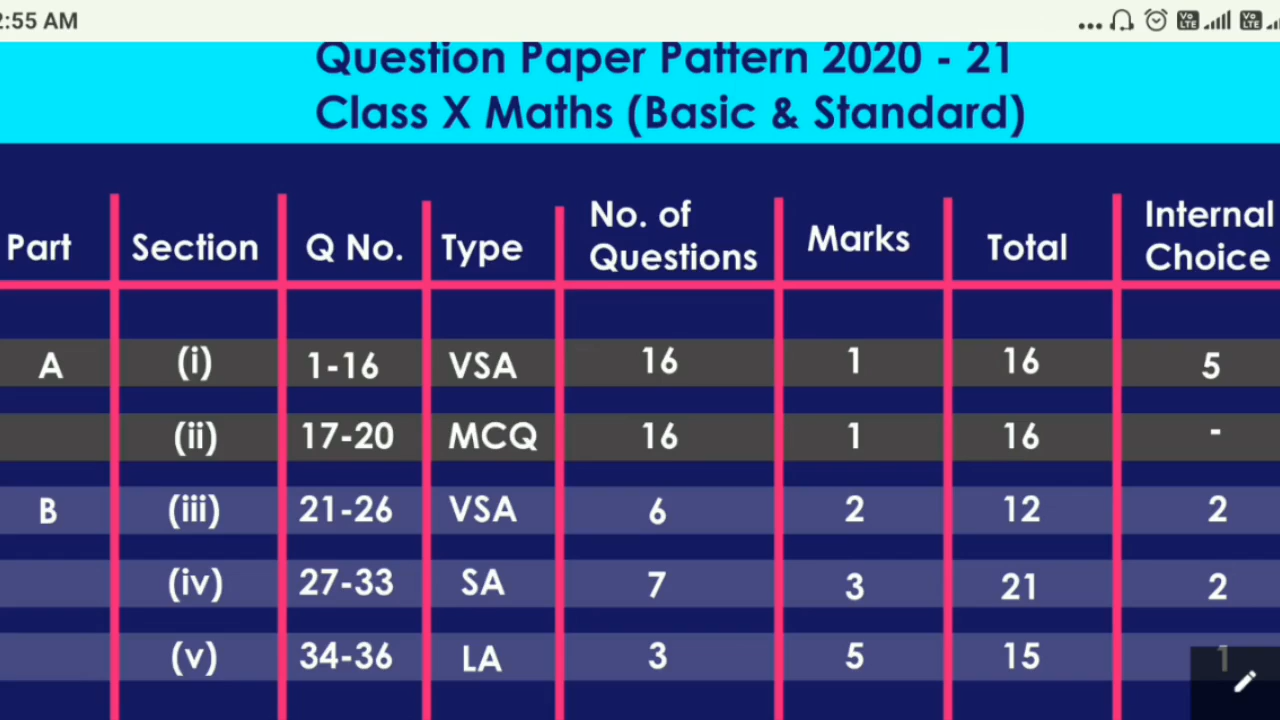 2:55 AM
Question Paper Pattern 2020 - 21
Class X Maths (Basic & Standard)
Part Section Q No. Type No. of Questions Marks Total Internal Choice
A (i) 1-16 VSA 16 1 16 5
(ii) 17-20 MCQ 16 1 16 -
B (iii) 21-26 VSA 6 2 12 2
(iv) 27-33 SA 7 3 21 2
(v) 34-36 LA 3 5 15 1